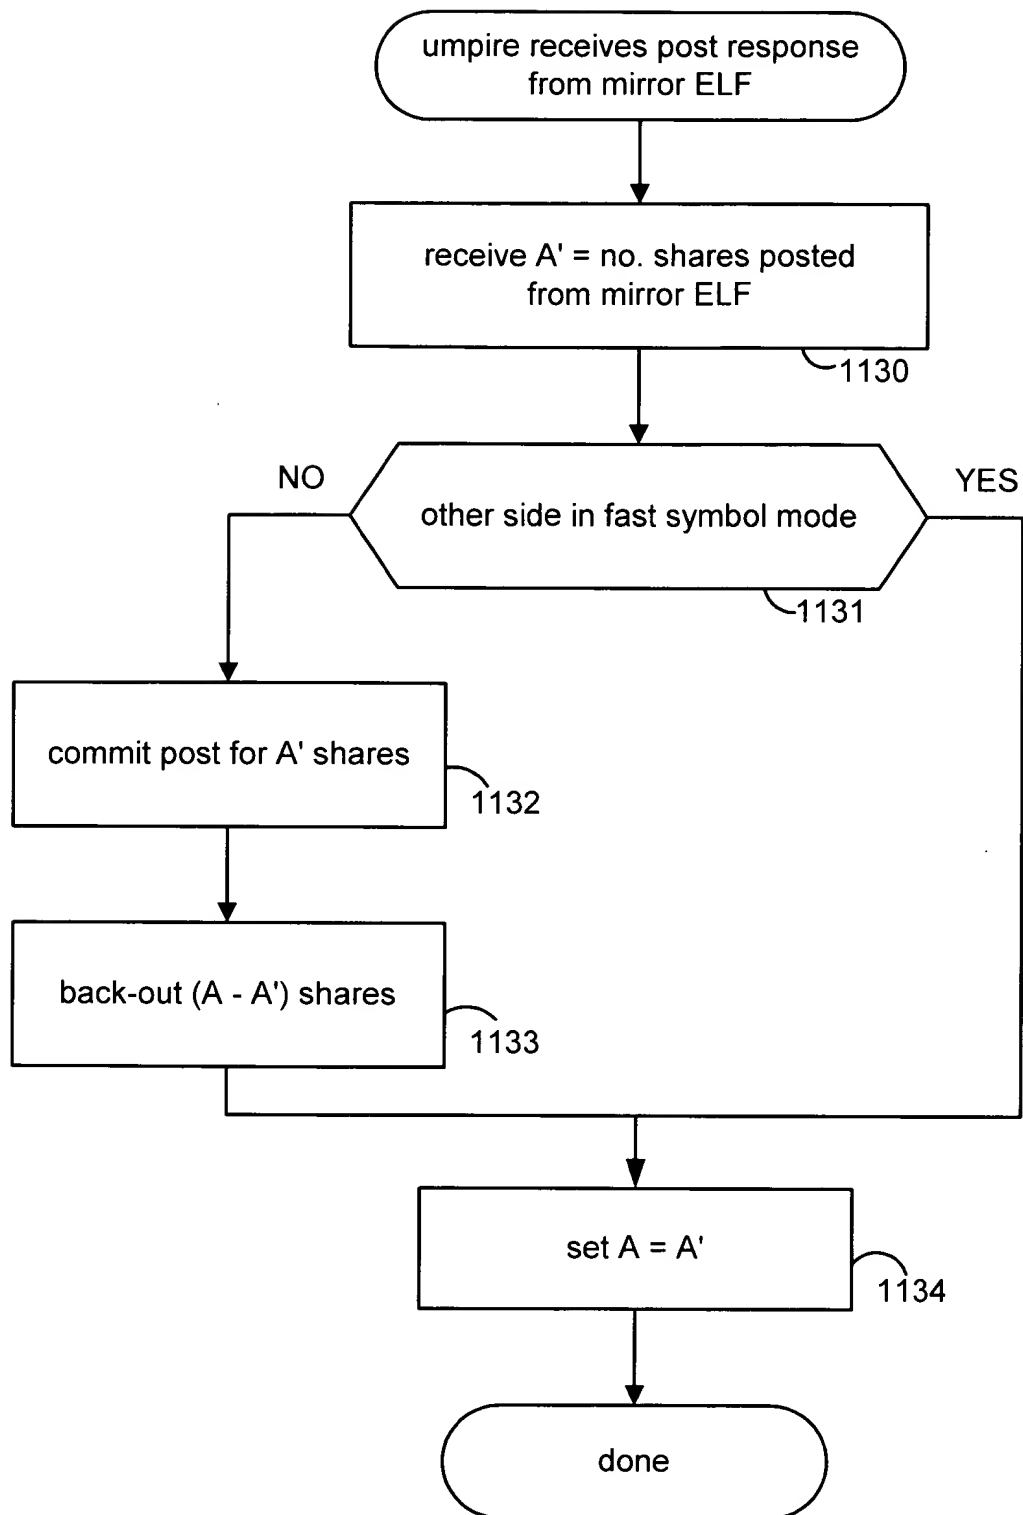 umpire receives post response
from mirror ELF
receive A' = no. shares posted
from mirror ELF
1130
NO
YES
other side in fast symbol mode
1131
commit post for A' shares
1132
back-out (A - A') shares
1133
set A = A'
1134
done